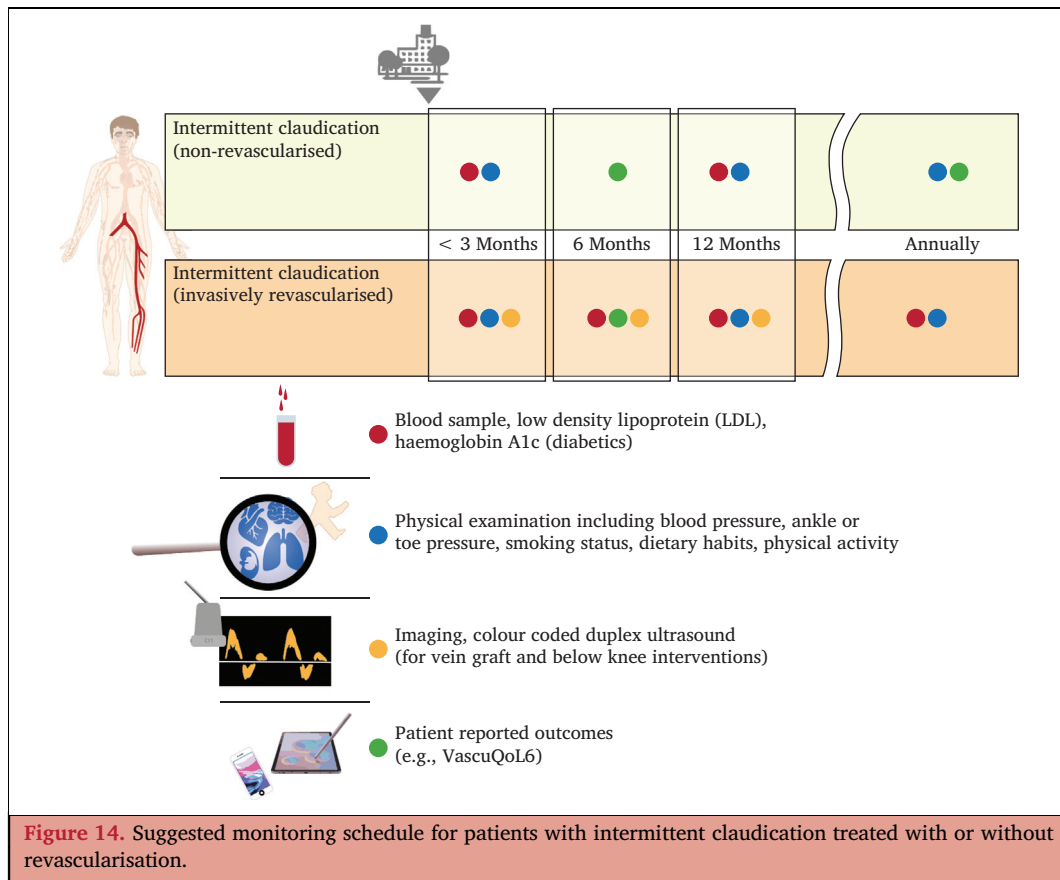 Intermittent claudication
(non-revascularised)
< 3 Months
6 Months
12 Months
Annually
Intermittent claudication
(invasively revascularised)
Blood sample, low density lipoprotein (LDL),
haemoglobin A1c (diabetics)
Physical examination including blood pressure, ankle or
toe pressure, smoking status, dietary habits, physical activity
Imaging, colour coded duplex ultrasound
(for vein graft and below knee interventions)
Patient reported outcomes
(e.g., VascuQoL6)
Figure 14. Suggested monitoring schedule for patients with intermittent claudication treated with or without
revascularisation.